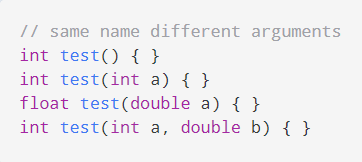 // same name different arguments
int test() { }
int test(int a) { }
float test(double a) { }
int test(int a, double b) { }